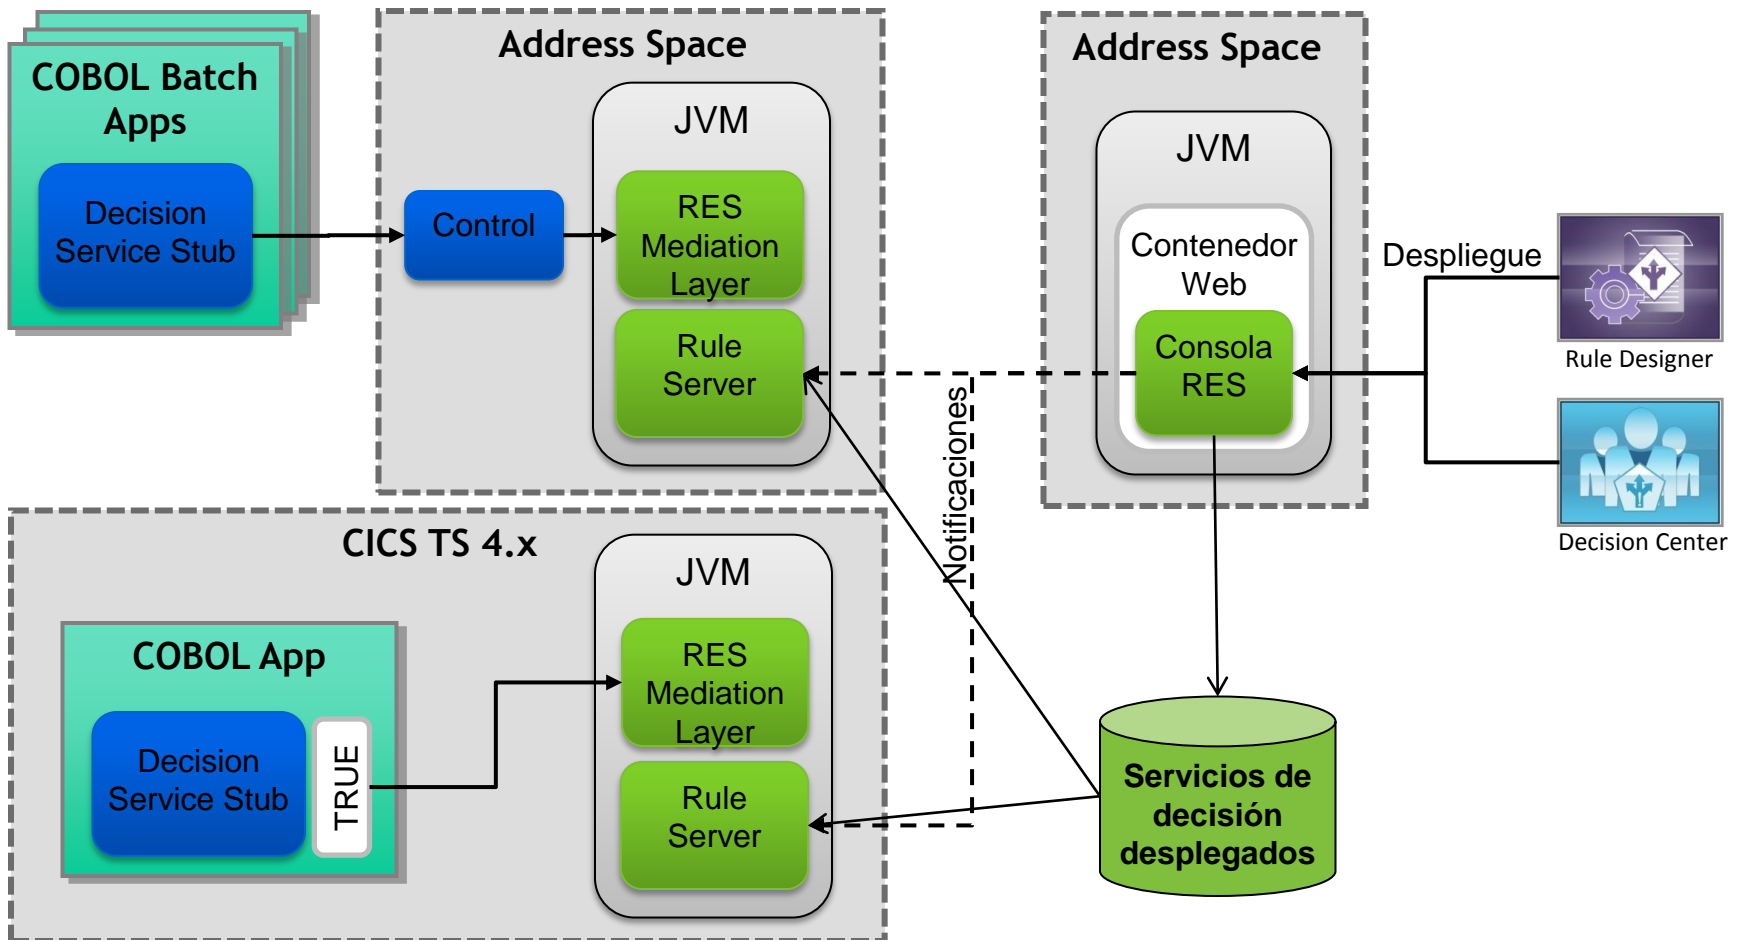 COBOL Batch
Apps
Decision
Service Stub
Address Space
JVM
Control
RES
Mediation
Layer
Rule
Server
Address Space
JVM
Contenedor
Web
Consola
RES
Despliegue
Rule Designer
Decision Center
Notificaciones
CICS TS 4.x
COBOL App
Decision
Service Stub
TRUE
JVM
RES
Mediation
Layer
Rule
Server
Servicios de
decisión
desplegados